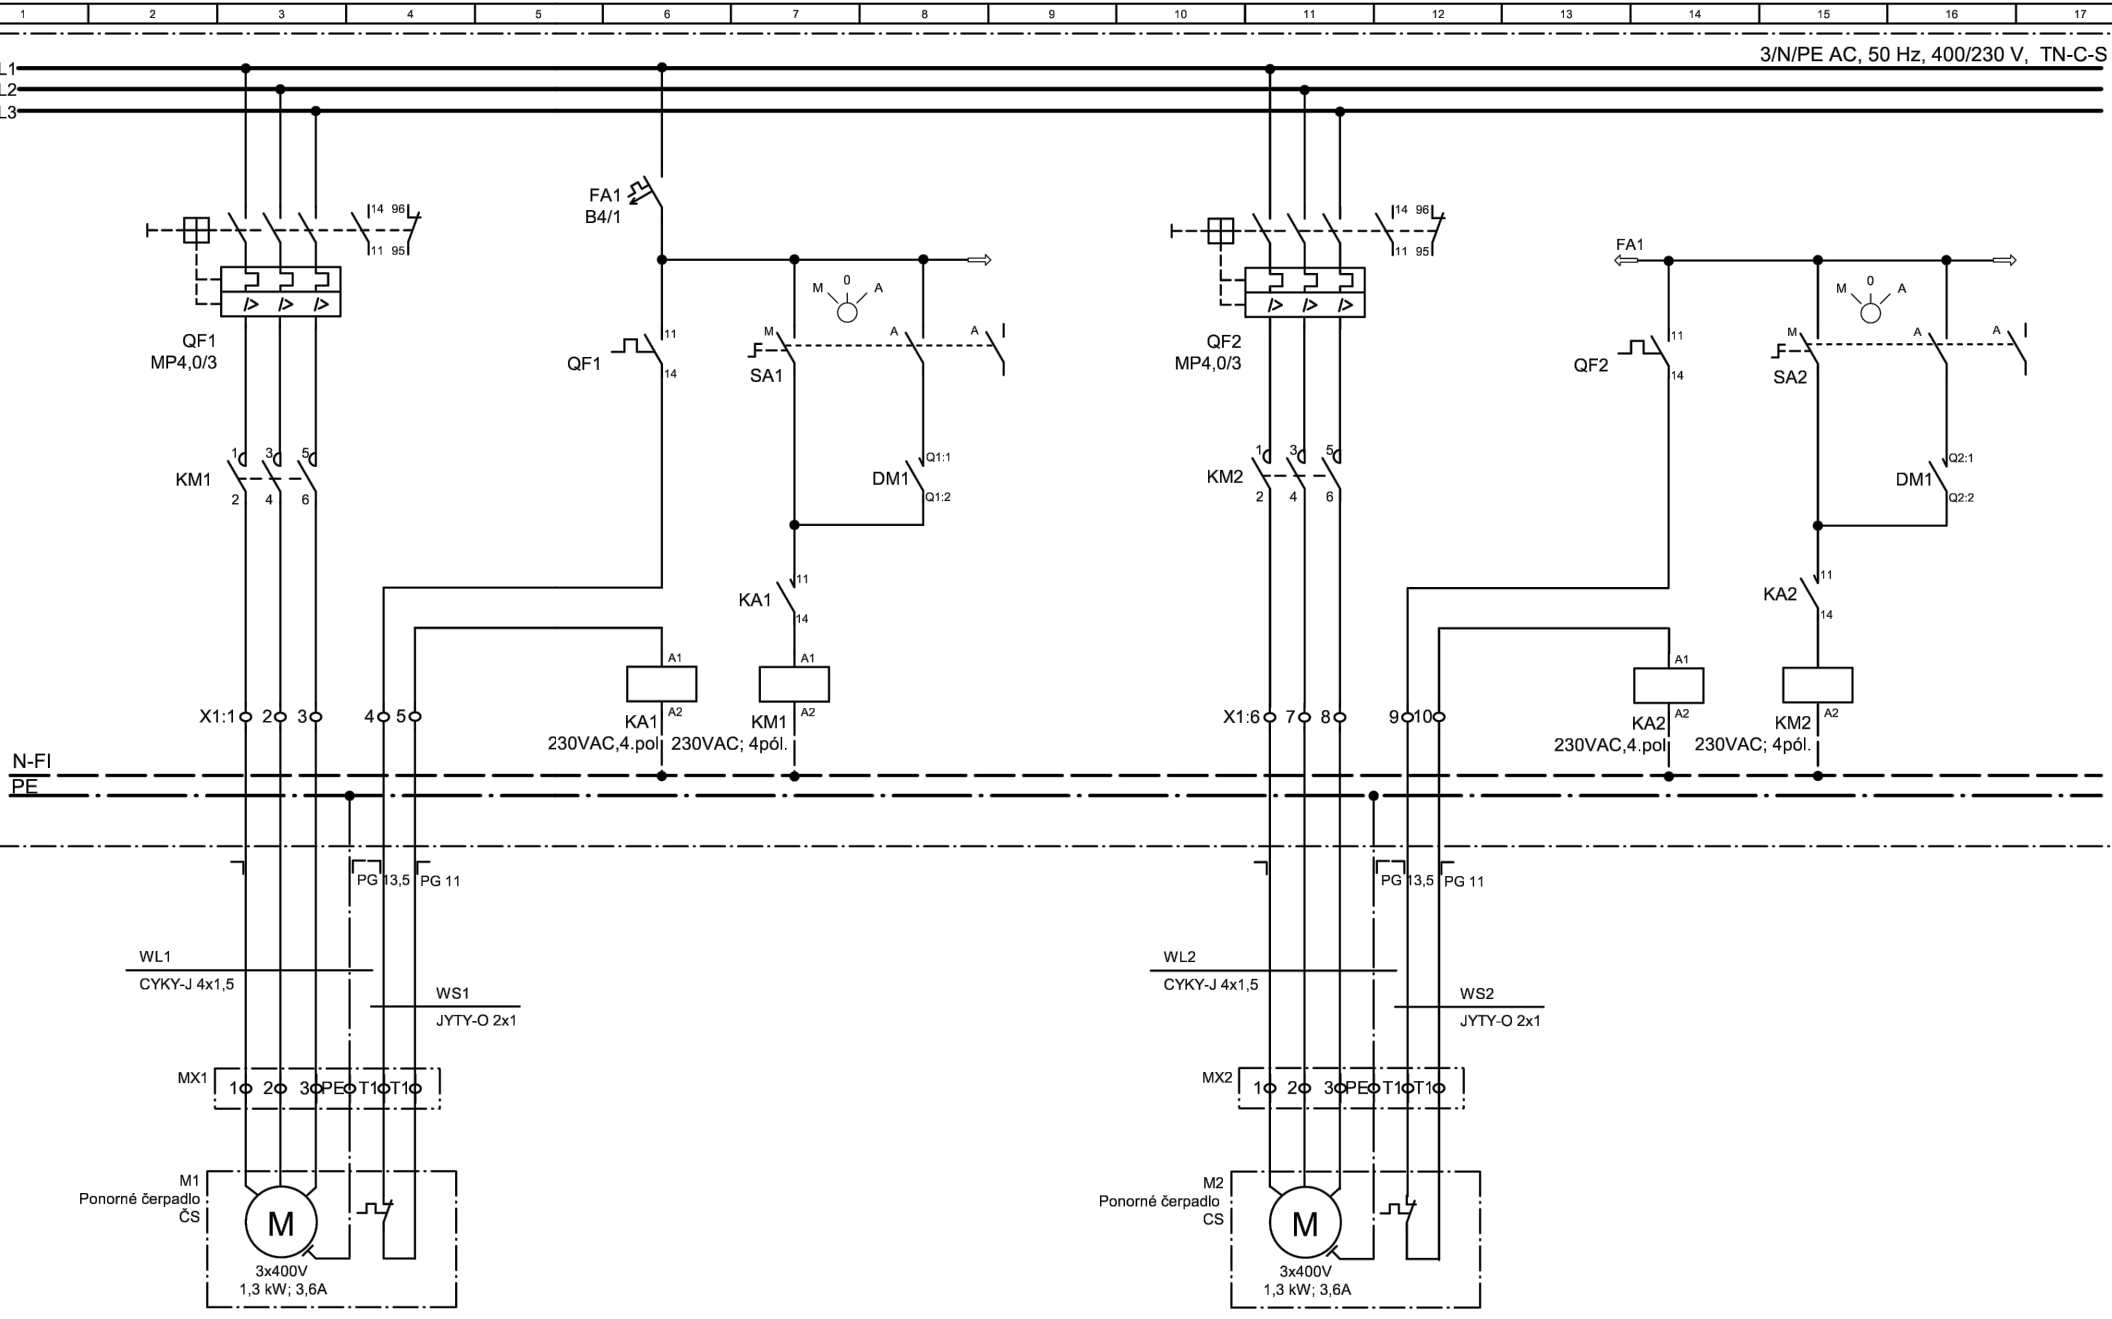 1 2 3 4 5 6 7 8 9 10 11 12 13 14 15 16 17
3/N/PE AC, 50 Hz, 400/230 V, TN-C-S
L1
L2
L3
14 96
11 95
QF1
MP4,0/3
KM1
1 3 5
2 4 6
FA1
B4/1
QF1
11
14
M 0 A
M A A
SA1
DM1
Q1:1
Q1:2
KA1
11
14
A1
A2
KA1
230VAC,4.pol
A1
A2
KM1
230VAC; 4pól.
X1:1 2 3 4 5
14 96
11 95
QF2
MP4,0/3
KM2
1 3 5
2 4 6
FA1
QF2
11
14
M 0 A
M A A
SA2
DM1
Q2:1
Q2:2
KA2
11
14
A1
A2
KA2
230VAC,4.pol
A1
A2
KM2
230VAC; 4pól.
X1:6 7 8 9 10
N-FI
PE
PG 13,5 PG 11
WL1
CYKY-J 4x1,5
WS1
JYTY-O 2x1
MX1
1 2 3 PE T1 T1
M1
Ponorné čerpadlo
ČS
M
3x400V
1,3 kW; 3,6A
PG 13,5 PG 11
WL2
CYKY-J 4x1,5
WS2
JYTY-O 2x1
MX2
1 2 3 PE T1 T1
M2
Ponorné čerpadlo
CS
M
3x400V
1,3 kW; 3,6A